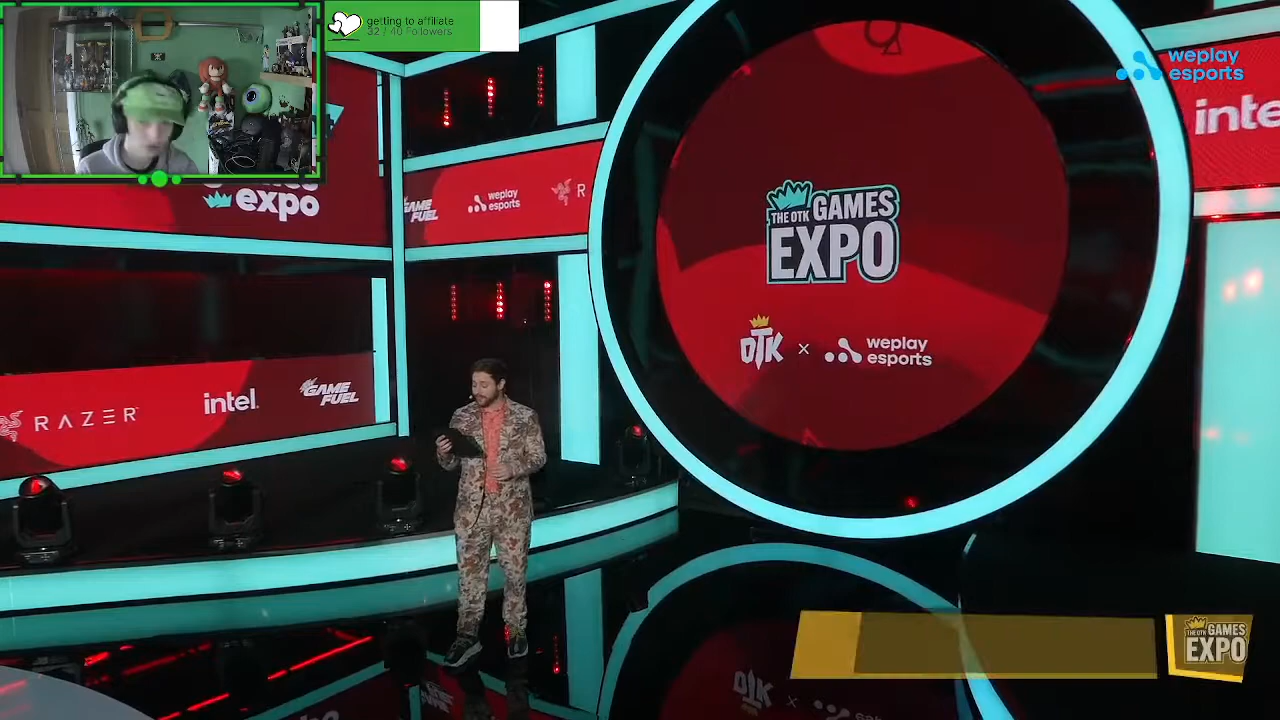 getting to affiliate
32 / 40 Followers
weplay
esports
inte
expo
GAME
FUEL
weplay
esports
R
THE OTK GAMES
EXPO
OTK
x
weplay
esports
RAZER
intel.
GAME
FUEL
THE OTK GAMES
EXPO
OTK
x